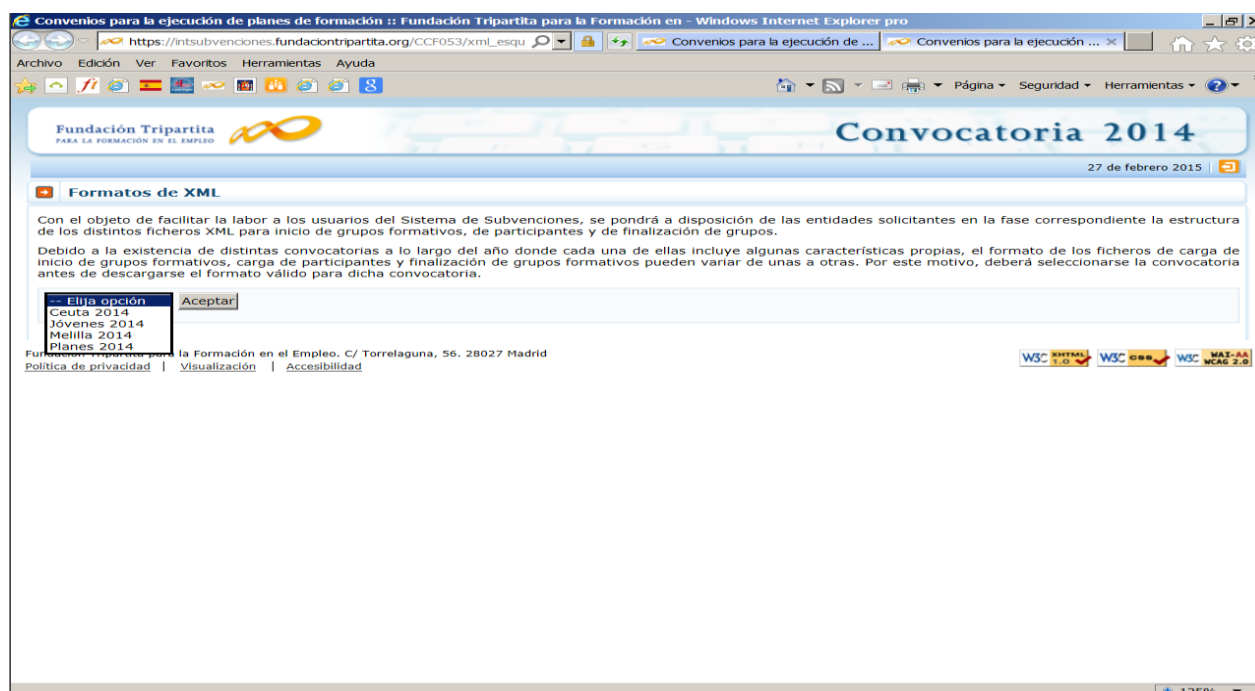 Convenios para la ejecución de planes de formación :: Fundación Tripartita para la Formación en - Windows Internet Explorer pro
https://intsubvenciones.fundaciontripartita.org/CCF053/xml_esqu
Convenios para la ejecución de ...
Convenios para la ejecución ...
Archivo Edición Ver Favoritos Herramientas Ayuda
Página Seguridad Herramientas
Fundación Tripartita
PARA LA FORMACIÓN EN EL EMPLEO
Convocatoria 2014
27 de febrero 2015
Formatos de XML
Con el objeto de facilitar la labor a los usuarios del Sistema de Subvenciones, se pondrá a disposición de las entidades solicitantes en la fase correspondiente la estructura
de los distintos ficheros XML para inicio de grupos formativos, de participantes y de finalización de grupos.
Debido a la existencia de distintas convocatorias a lo largo del año donde cada una de ellas incluye algunas características propias, el formato de los ficheros de carga de
inicio de grupos formativos, carga de participantes y finalización de grupos formativos pueden variar de unas a otras. Por este motivo, deberá seleccionarse la convocatoria
antes de descargarse el formato válido para dicha convocatoria.
-- Elija opción Aceptar
Ceuta 2014
Jóvenes 2014
Melilla 2014
Planes 2014
Fundación Tripartita para la Formación en el Empleo. C/ Torrelaguna, 56. 28027 Madrid
Política de privacidad | Visualización | Accesibilidad
W3C XHTML 1.0
W3C css
W3C WAI-AA WCAG 2.0
125%